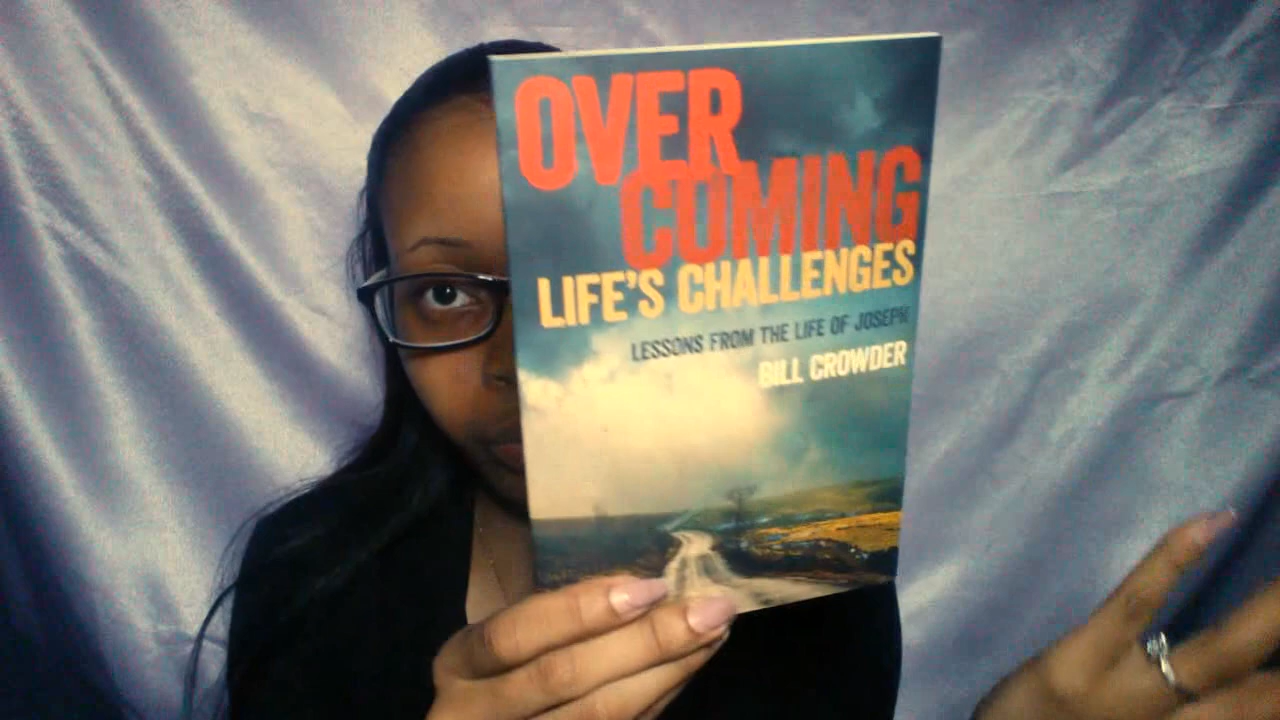 OVER
COMING
LIFE'S CHALLENGES
LESSONS FROM THE LIFE OF JOSEPH
BILL CROWDER